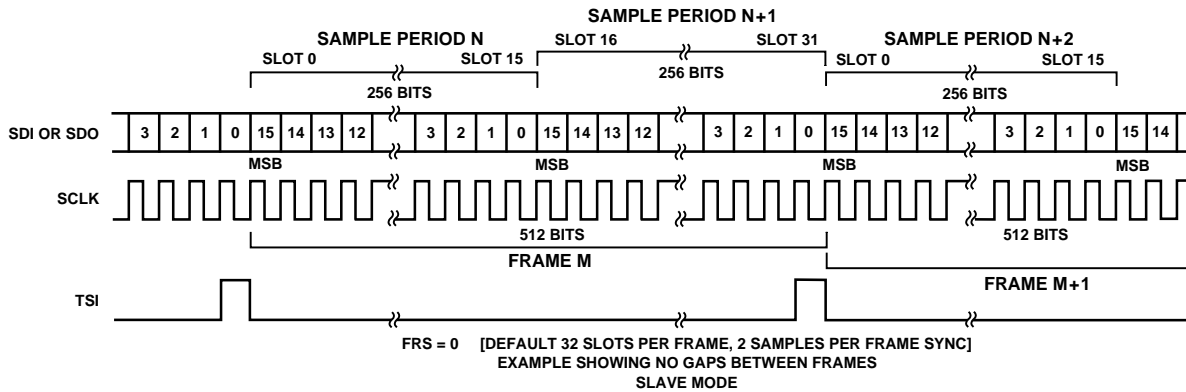 SAMPLE PERIOD N+1
SAMPLE PERIOD N
SLOT 16
SLOT 31
SAMPLE PERIOD N+2
SLOT 0
SLOT 15
SLOT 0
SLOT 15
256 BITS
256 BITS
256 BITS
SDI OR SDO
3 2 1 0 15 14 13 12 3 2 1 0 15 14 13 12 3 2 1 0 15 14 13 12 3 2 1 0 15 14
MSB MSB MSB MSB
SCLK
512 BITS
512 BITS
FRAME M
FRAME M+1
TSI
FRS = 0 [DEFAULT 32 SLOTS PER FRAME, 2 SAMPLES PER FRAME SYNC]
EXAMPLE SHOWING NO GAPS BETWEEN FRAMES
SLAVE MODE